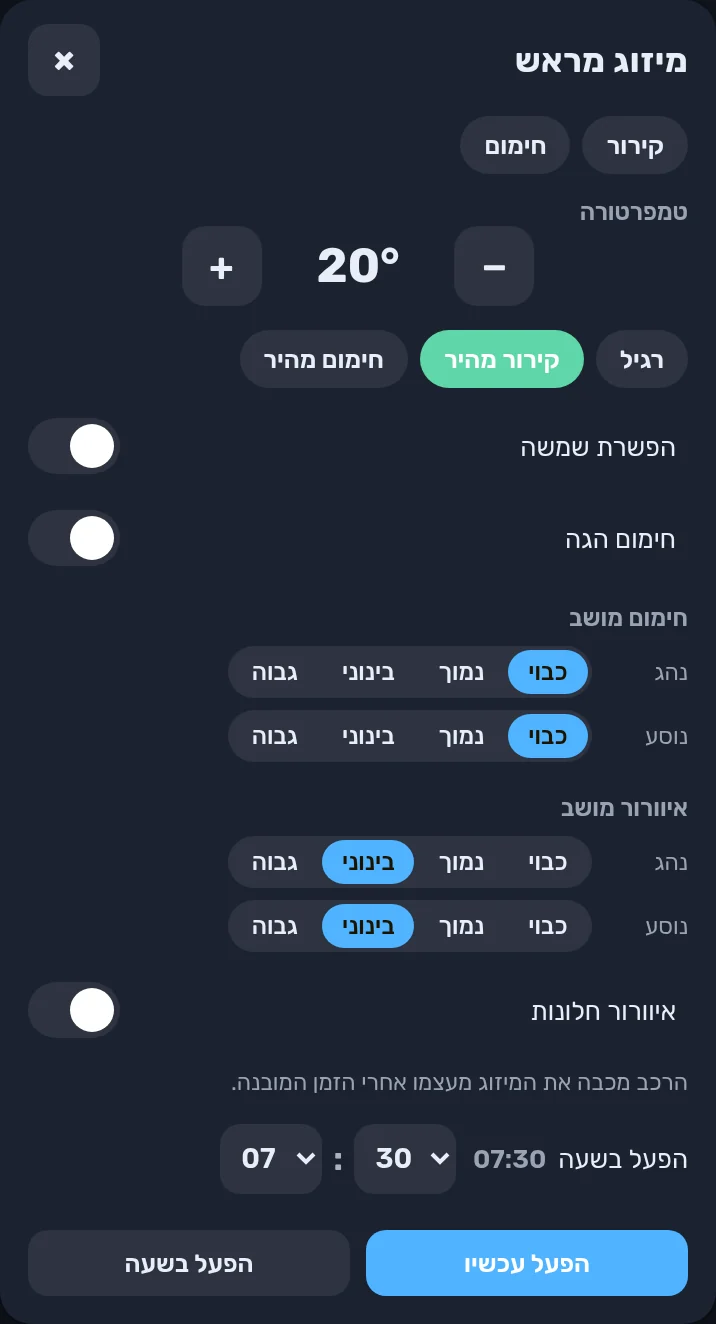 מיזוג מראש ✖
קירור חימום
טמפרטורה
− 20° +
רגיל קירור מהיר חימום מהיר
הפשרת שמשה
חימום הגה
חימום מושב
נהג כבוי נמוך בינוני גבוה
נוסע כבוי נמוך בינוני גבוה
איוורור מושב
נהג כבוי נמוך בינוני גבוה
נוסע כבוי נמוך בינוני גבוה
איוורור חלונות
הרכב מכבה את המיזוג מעצמו אחרי הזמן המובנה.
הפעל בשעה 07:30 30 : 07
הפעל עכשיו הפעל בשעה